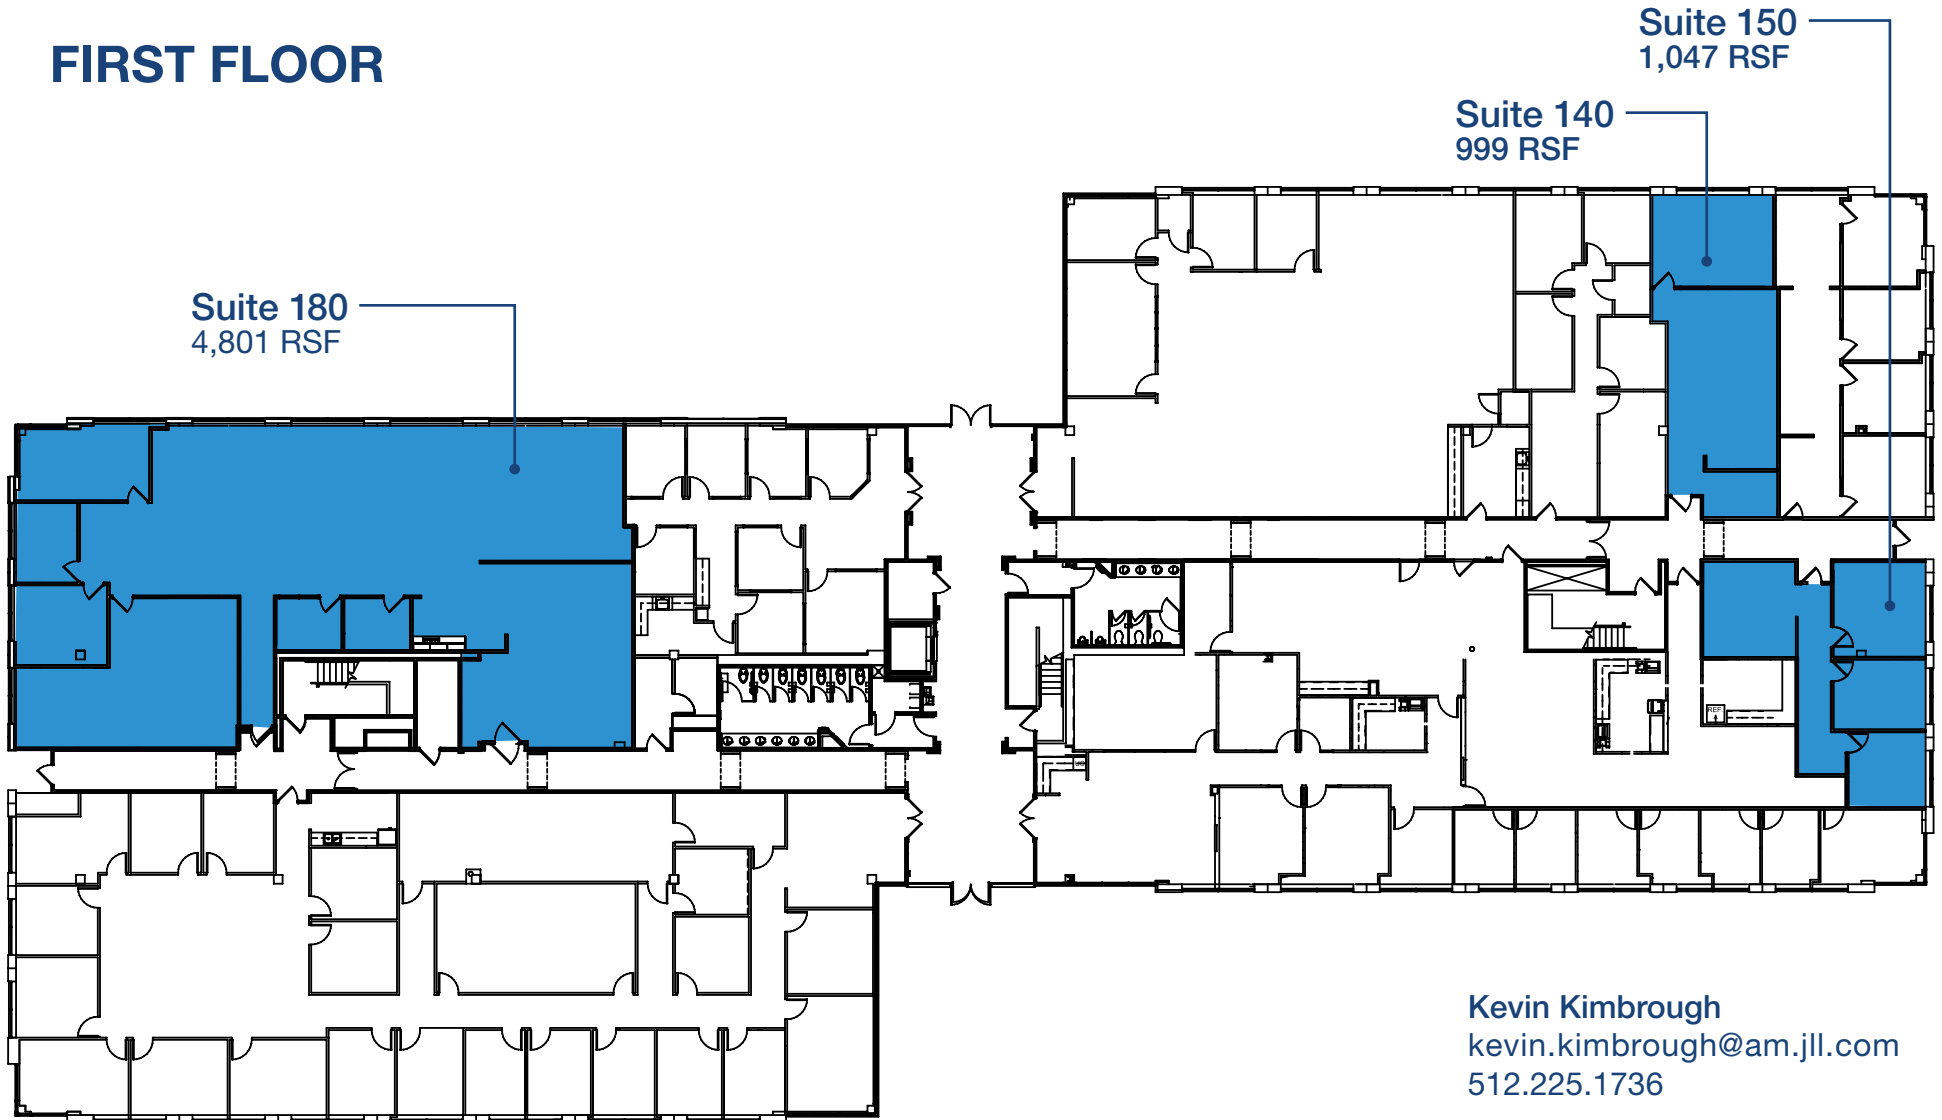 FIRST FLOOR
Suite 150
1,047 RSF
Suite 140
999 RSF
Suite 180
4,801 RSF
REF
Kevin Kimbrough
kevin.kimbrough@am.jll.com
512.225.1736